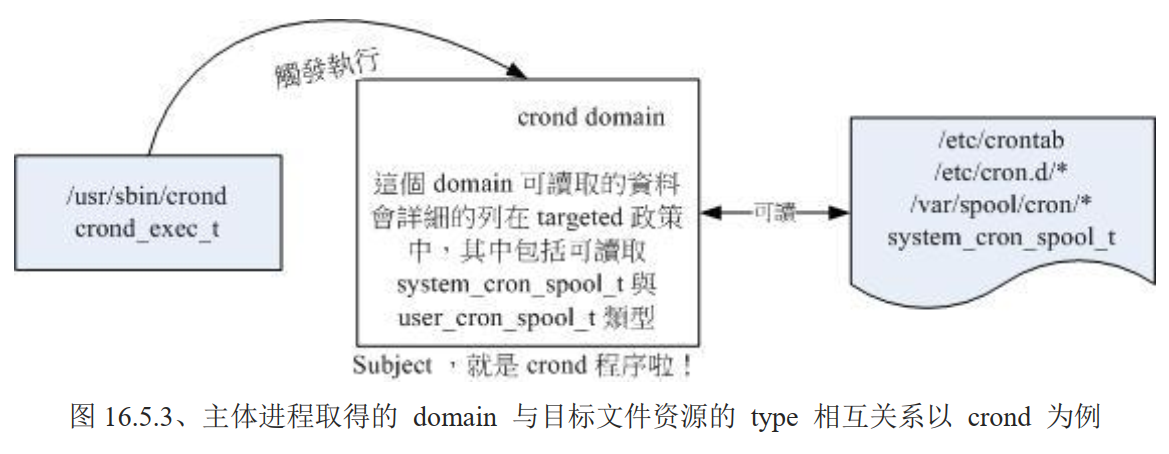 觸發執行
/usr/sbin/crond
crond_exec_t
crond domain
這個 domain 可讀取的資料
會詳細的列在 targeted 政策
中，其中包括可讀取
system_cron_spool_t 與
user_cron_spool_t 類型
Subject ，就是 crond 程序啦！
可讀
/etc/crontab
/etc/cron.d/*
/var/spool/cron/*
system_cron_spool_t
图 16.5.3、主体进程取得的 domain 与目标文件资源的 type 相互关系以 crond 为例